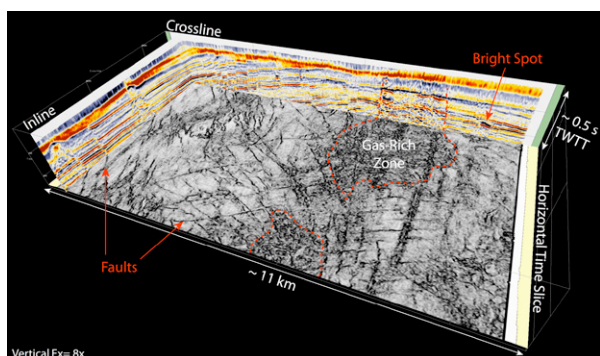 Crossline
Bright Spot
Inline
~ 0.5 s
TWTT
Gas-Rich
Zone
Horizontal Time Slice
Faults
~ 11 km
Vertical Ex= 8x